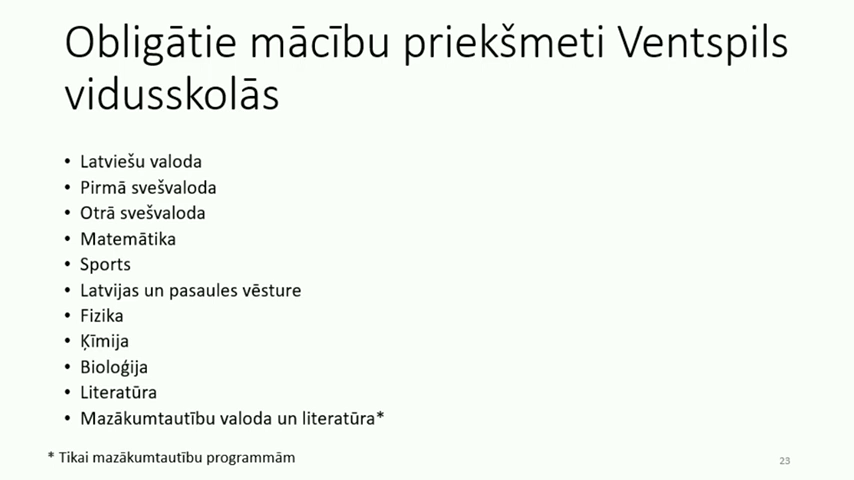 Obligātie mācību priekšmeti Ventspils
vidusskolās
• Latviešu valoda
• Pirmā svešvaloda
• Otrā svešvaloda
• Matemātika
• Sports
• Latvijas un pasaules vēsture
• Fizika
• Ķīmija
• Bioloģija
• Literatūra
• Mazākumtautību valoda un literatūra*
* Tikai mazākumtautību programmām
23